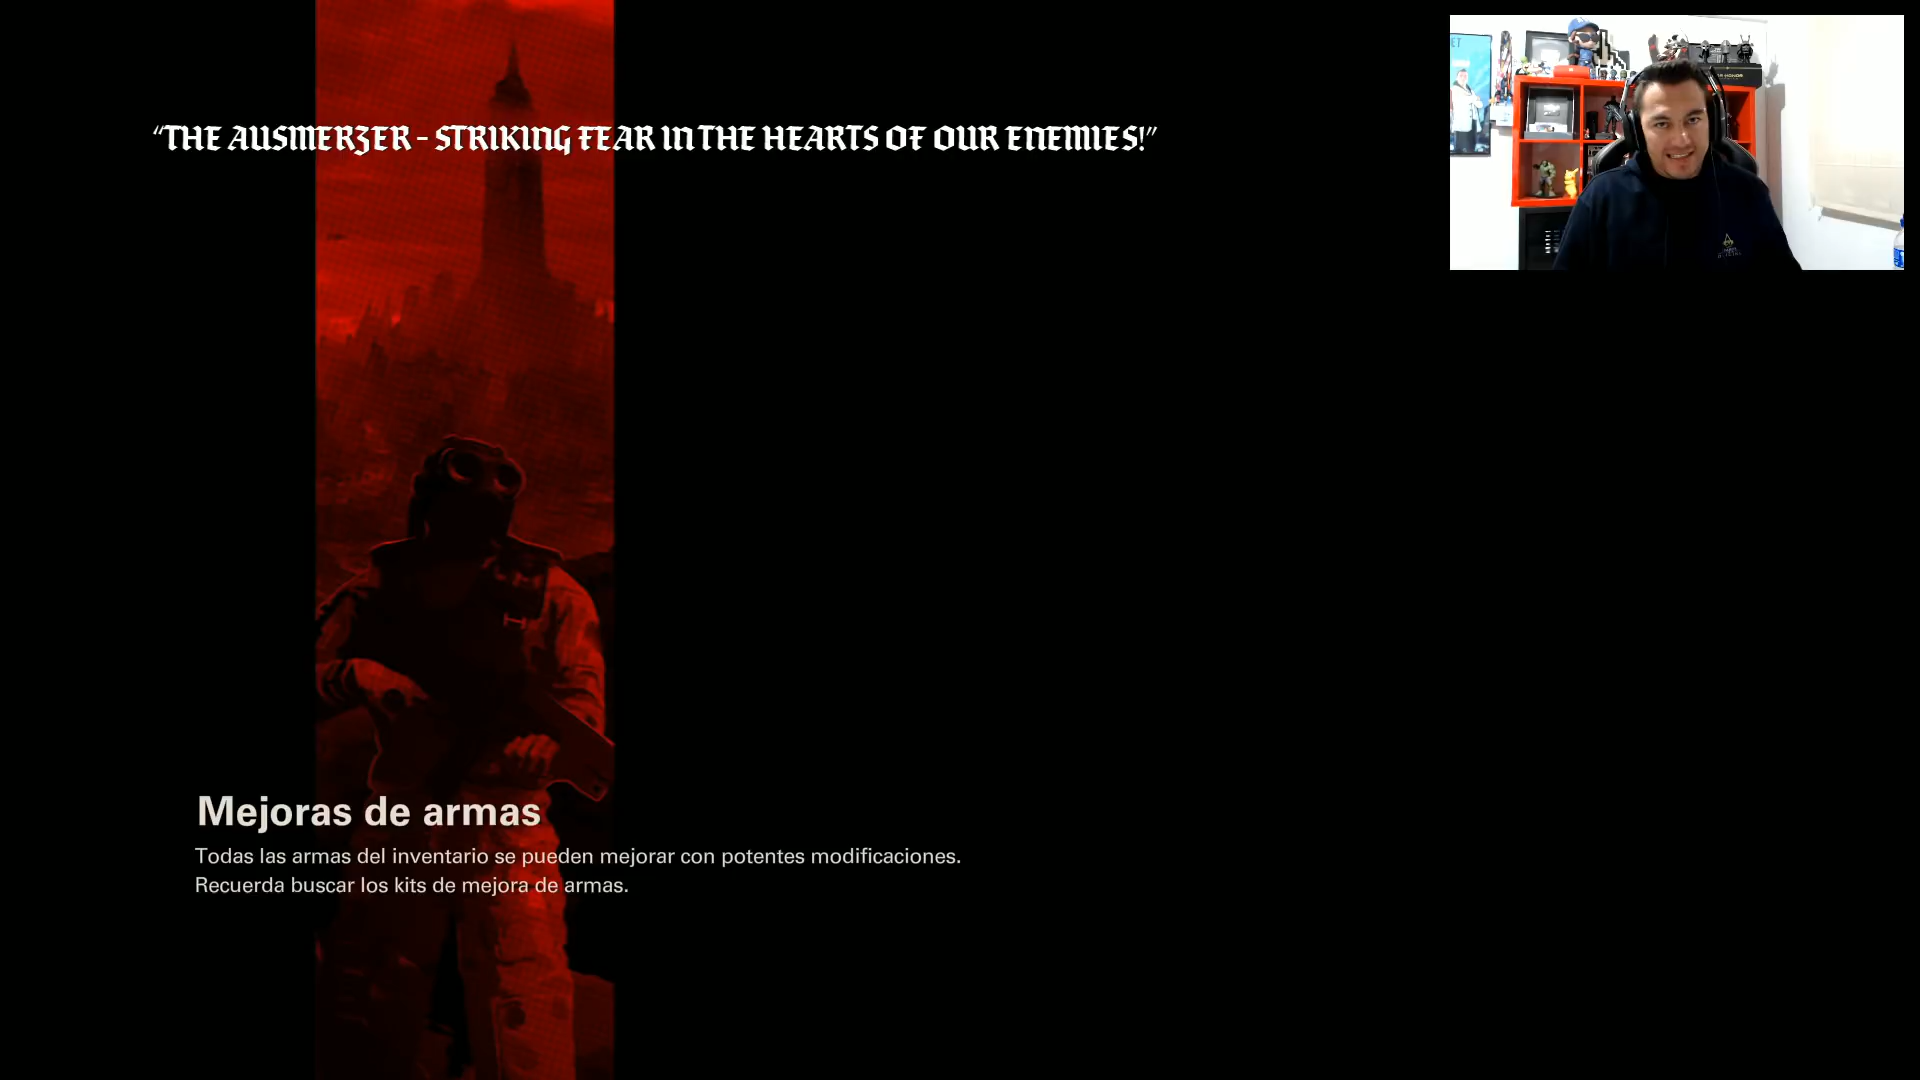 “THE AUSMERZER – STRIKING FEAR IN THE HEARTS OF OUR ENEMIES!”
Mejoras de armas
Todas las armas del inventario se pueden mejorar con potentes modificaciones.
Recuerda buscar los kits de mejora de armas.